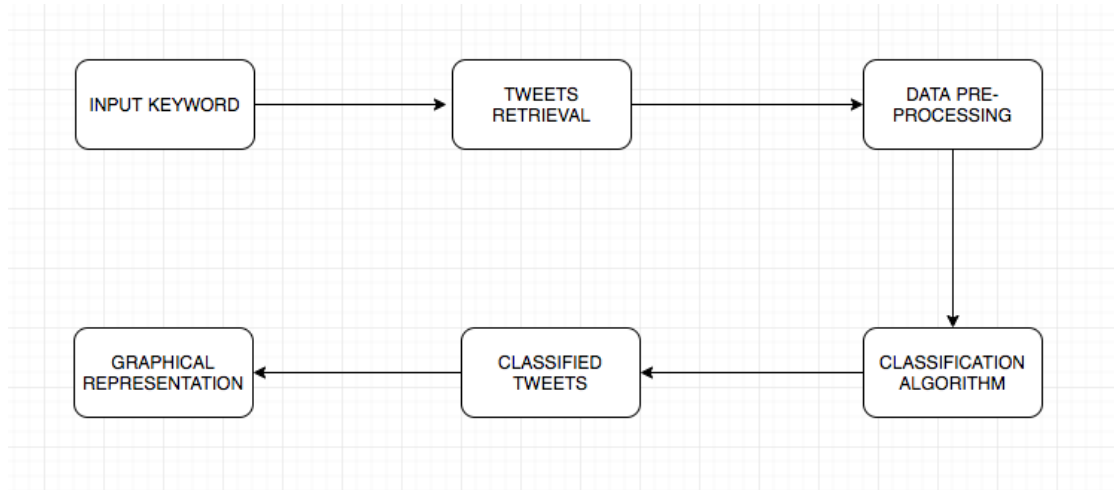 INPUT KEYWORD
TWEETS
RETRIEVAL
DATA PRE-
PROCESSING
GRAPHICAL
REPRESENTATION
CLASSIFIED
TWEETS
CLASSIFICATION
ALGORITHM